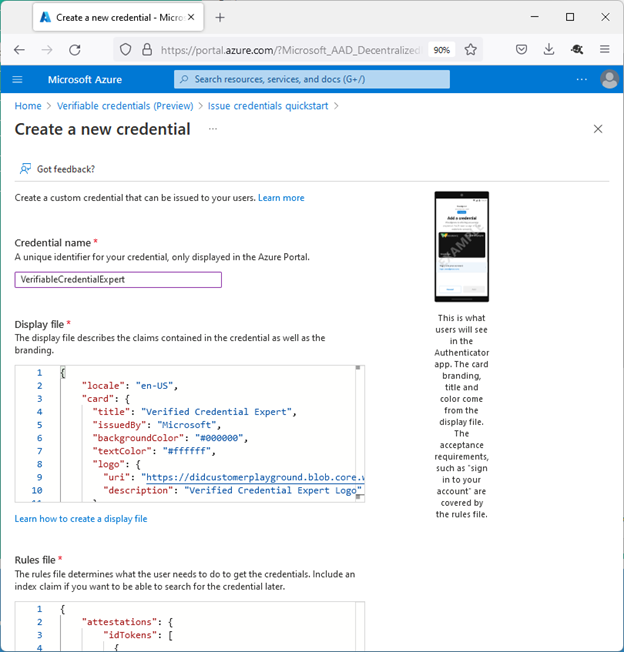 Create a new credential - Micros
https://portal.azure.com/?Microsoft_AAD_Decentralized
90%
Microsoft Azure
Search resources, services, and docs (G+/)
Home > Verifiable credentials (Preview) > Issue credentials quickstart >
Create a new credential
Got feedback?
Create a custom credential that can be issued to your users. Learn more
Credential name *
A unique identifier for your credential, only displayed in the Azure Portal.
VerifiableCredentialExpert
Display file *
The display file describes the claims contained in the credential as well as the
branding.
1 {
2 "locale": "en-US",
3 "card": {
4 "title": "Verified Credential Expert",
5 "issuedBy": "Microsoft",
6 "backgroundColor": "#000000",
7 "textColor": "#ffffff",
8 "logo": {
9 "uri": "https://didcustomerplayground.blob.core.w
10 "description": "Verified Credential Expert Logo"
Learn how to create a display file
Rules file *
The rules file determines what the user needs to do to get the credentials. Include an
index claim if you want to be able to search for the credential later.
1 {
2 "attestations": {
3 "idTokens": [
4 {
Add a credential
This is what
users will see
in the
Authenticator
app. The card
branding,
title and
color come
from the
display file.
The
acceptance
requirements,
such as 'sign
in to your
account' are
covered by
the rules file.